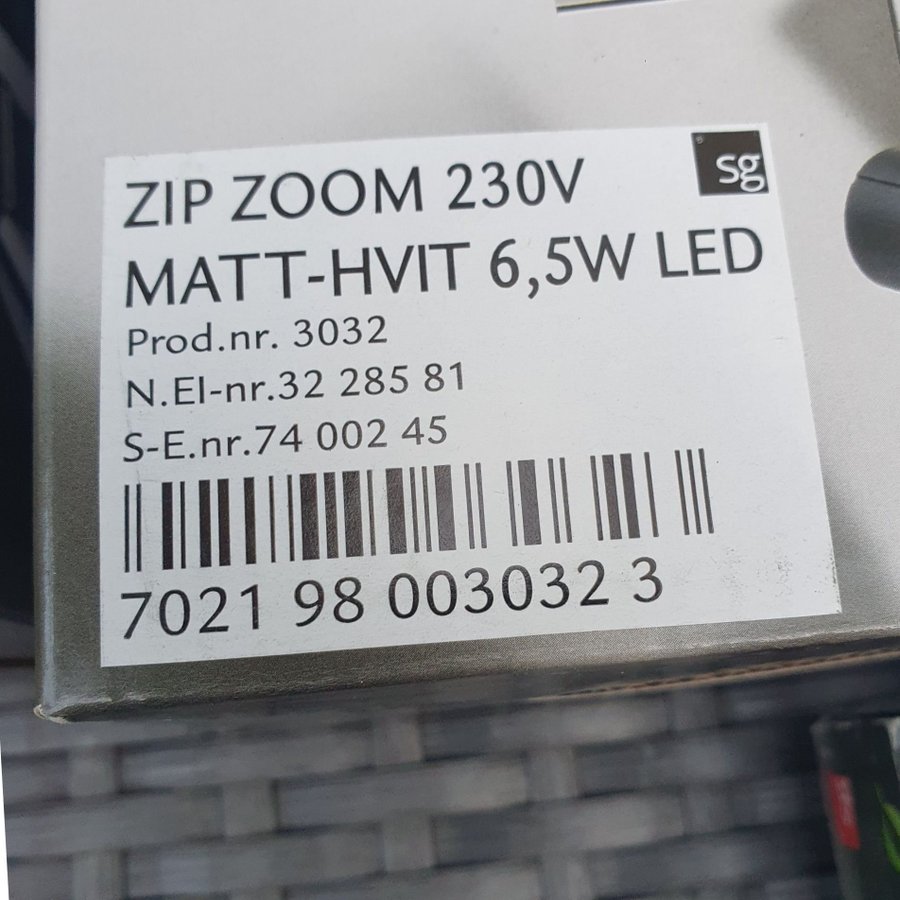 sg
ZIP ZOOM 230V
MATT-HVIT 6,5W LED
Prod.nr. 3032
N.El-nr.32 285 81
S-E.nr.74 002 45
7021 98 003032 3